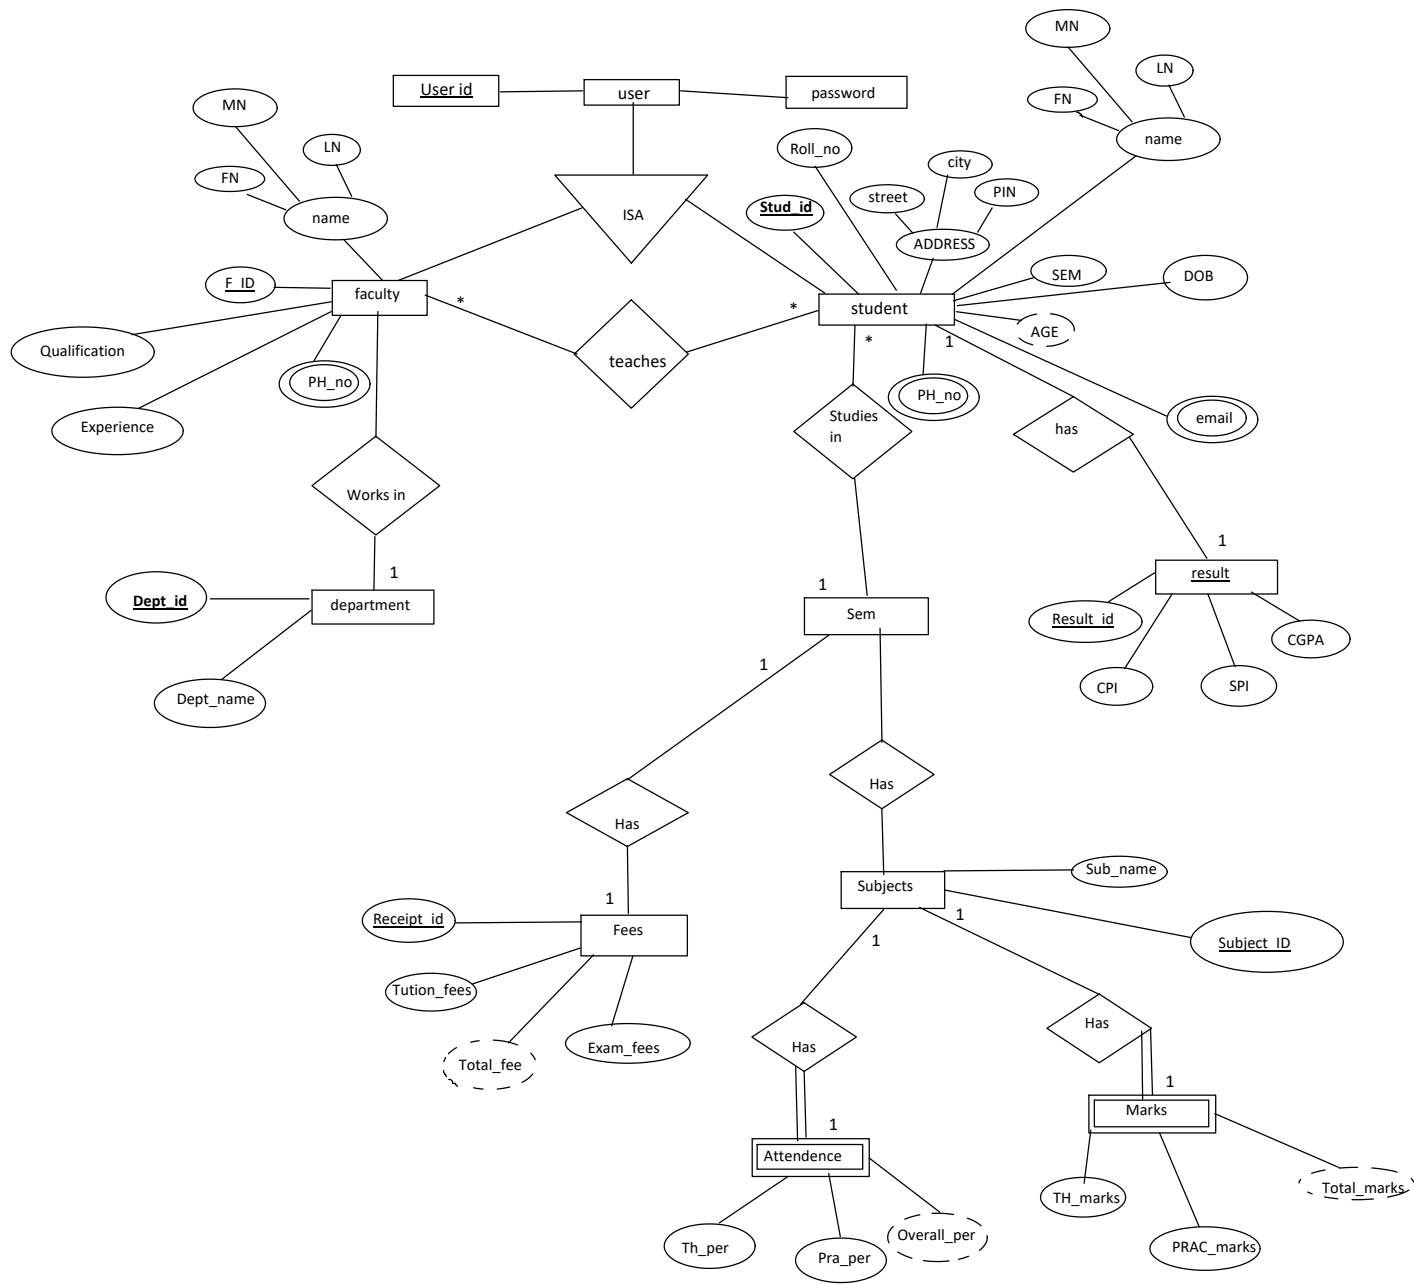 MN
LN
FN
name
User id
user
password
MN
LN
FN
name
Roll_no
city
street
PIN
Stud_id
ISA
ADDRESS
F_ID
faculty
*
*
student
SEM
DOB
AGE
Qualification
PH_no
teaches
*
1
PH_no
email
Experience
Studies
in
has
Works in
1
1
1
result
Dept_id
department
Sem
Result_id
CGPA
1
Dept_name
CPI
SPI
Has
Has
Sub_name
Subjects
1
Receipt_id
Fees
1
1
Subject_ID
Tution_fees
Total_fee
Exam_fees
Has
Has
1
1
Marks
Attendence
TH_marks
Total_marks
Th_per
Pra_per
Overall_per
PRAC_marks